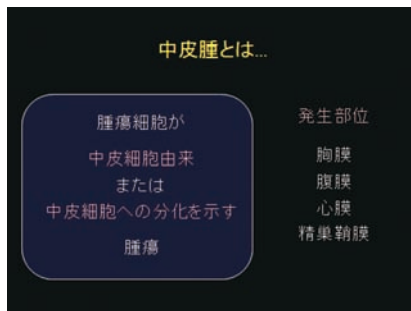 中皮腫とは...
腫瘍細胞が
中皮細胞由来
または
中皮細胞への分化を示す
腫瘍
発生部位
胸膜
腹膜
心膜
精巣鞘膜